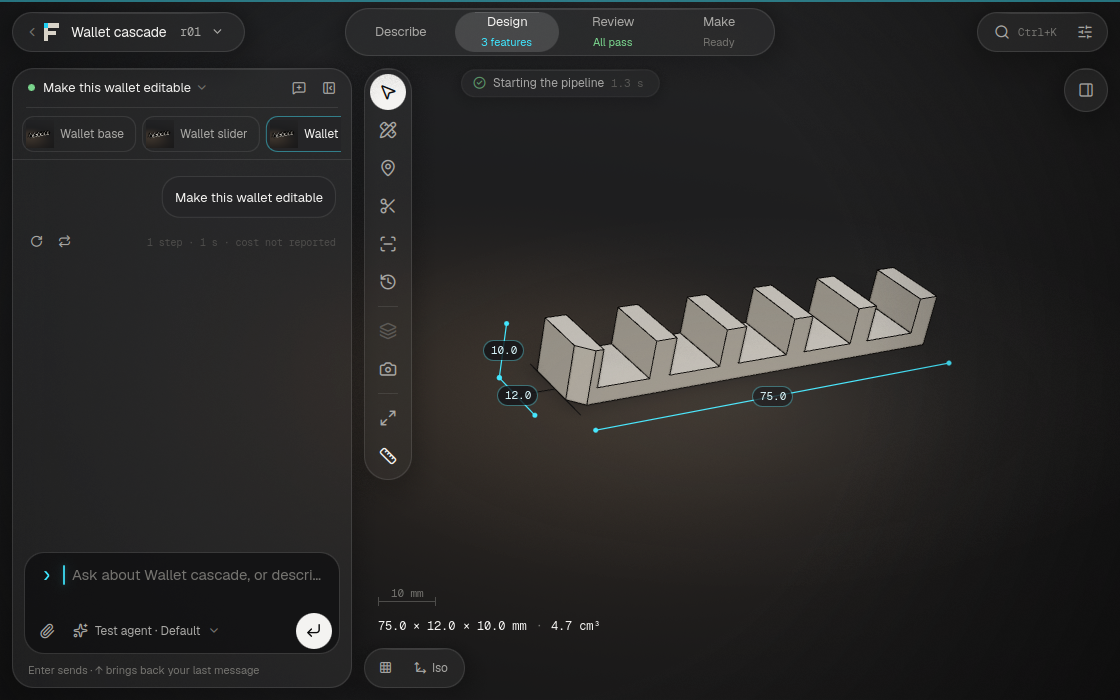 Wallet cascade r01
Describe
Design
3 features
Review
All pass
Make
Ready
Ctrl+K
Make this wallet editable
Wallet base
Wallet slider
Wallet
Starting the pipeline 1.3 s
Make this wallet editable
1 step · 1 s · cost not reported
10.0
12.0
75.0
Ask about Wallet cascade, or descri...
Test agent · Default
Enter sends · ↑ brings back your last message
10 mm
75.0 × 12.0 × 10.0 mm · 4.7 cm³
Iso